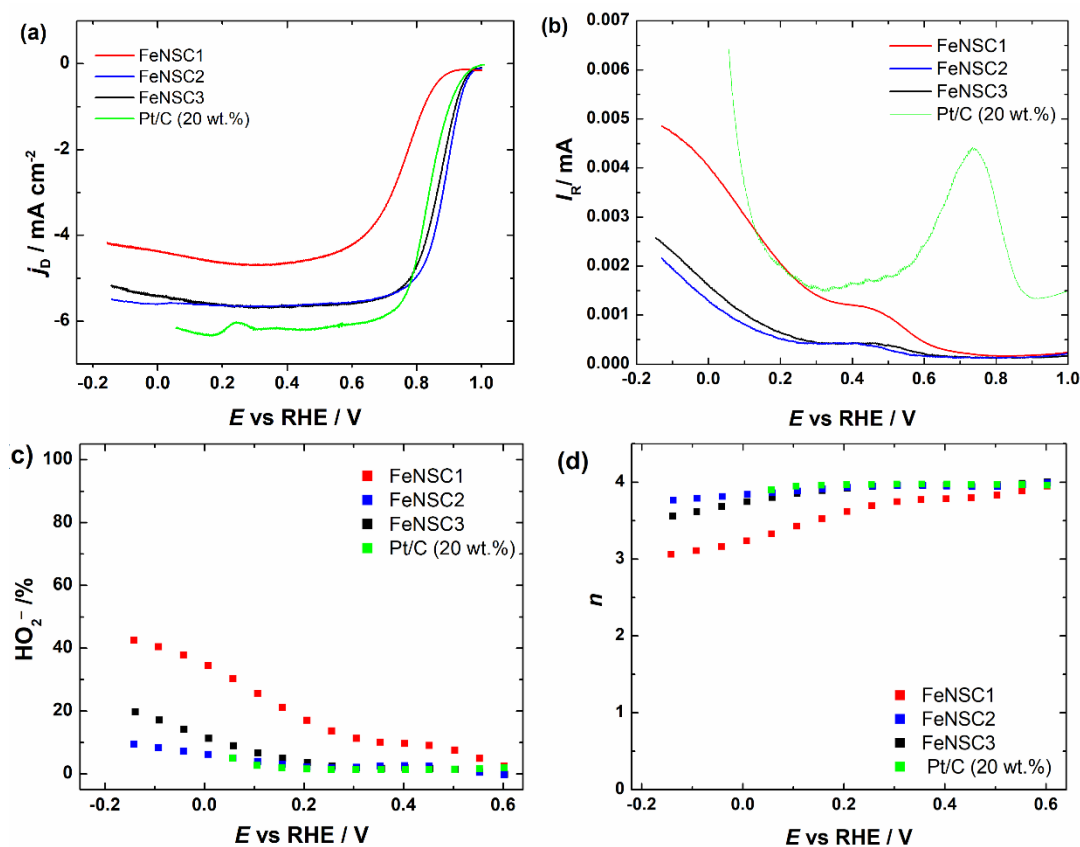 (a)
FeNSC1
FeNSC2
FeNSC3
Pt/C (20 wt.%)
0
-2
-4
-6
j_D / mA cm⁻²
-0.2 0.0 0.2 0.4 0.6 0.8 1.0
E vs RHE / V
(b)
FeNSC1
FeNSC2
FeNSC3
Pt/C (20 wt.%)
0.007
0.006
0.005
0.004
0.003
0.002
0.001
0.000
I_R / mA
0.0 0.2 0.4 0.6 0.8 1.0
E vs RHE / V
c)
FeNSC1
FeNSC2
FeNSC3
Pt/C (20 wt.%)
100
80
60
40
20
0
HO₂⁻ /%
-0.2 0.0 0.2 0.4 0.6
E vs RHE / V
(d)
5
4
3
2
1
0
n
FeNSC1
FeNSC2
FeNSC3
Pt/C (20 wt.%)
-0.2 0.0 0.2 0.4 0.6
E vs RHE / V